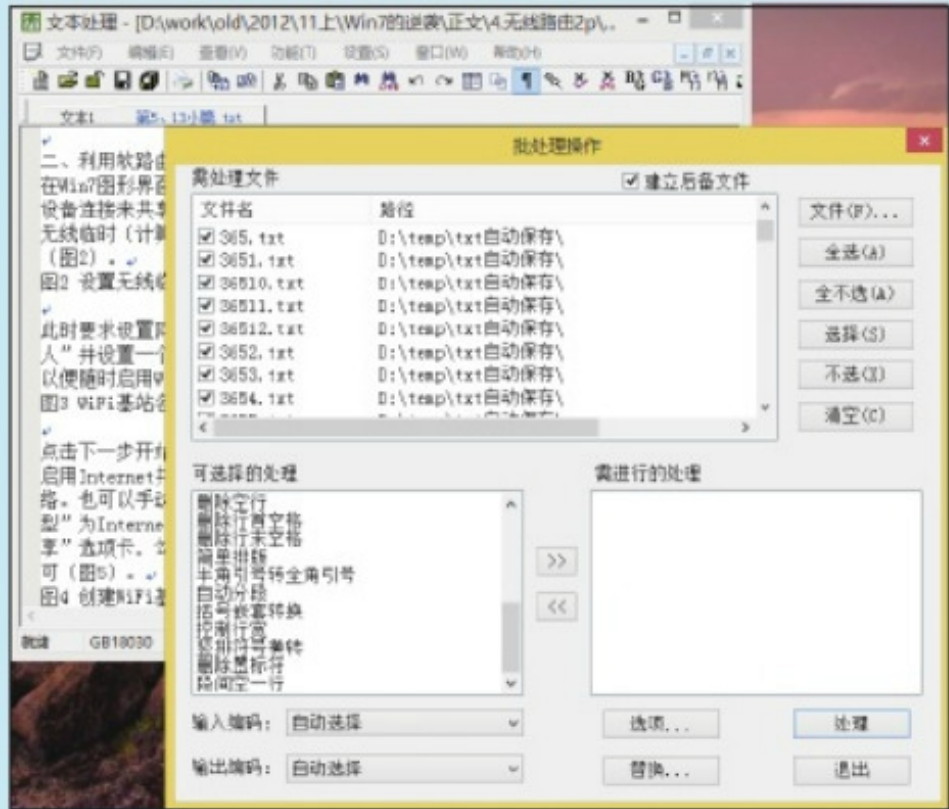 文本处理 - [D:\work\old\2012\11上\Win7的逆袭\正文\4.无线路由2p\..
文件(F) 编辑(E) 查看(V) 功能(T) 设置(S) 窗口(W) 帮助(H)
文本1 第5、13小篇.txt
二、利用软路由
在Win7图形界面
设备连接来共享
无线临时（计算
（图2）。
图2 设置无线临
此时要求设置网
人”并设置一个
以便随时启用W
图3 WiFi基站名
点击下一步开始
启用Internet共
络。也可以手动
型”为Interne
享”选项卡。
可（图5）。
图4 创建WiFi基
就绪 GB18030
批处理操作
需处理文件
建立后备文件
文件名 路径
365.txt D:\temp\txt自动保存\
3651.txt D:\temp\txt自动保存\
36510.txt D:\temp\txt自动保存\
36511.txt D:\temp\txt自动保存\
36512.txt D:\temp\txt自动保存\
3652.txt D:\temp\txt自动保存\
3653.txt D:\temp\txt自动保存\
3654.txt D:\temp\txt自动保存\
文件(F)...
全选(A)
全不选(A)
选择(S)
不选(X)
清空(C)
可选择的处理
删除空行
删除行首空格
删除行末空格
简单排版
半角引号转全角引号
自动分段
括号嵌套转换
控制行宽
竖排符号横转
删除置标符
段间空一行
>>
<<
需进行的处理
输入编码： 自动选择
输出编码： 自动选择
选项...
处理
替换...
退出